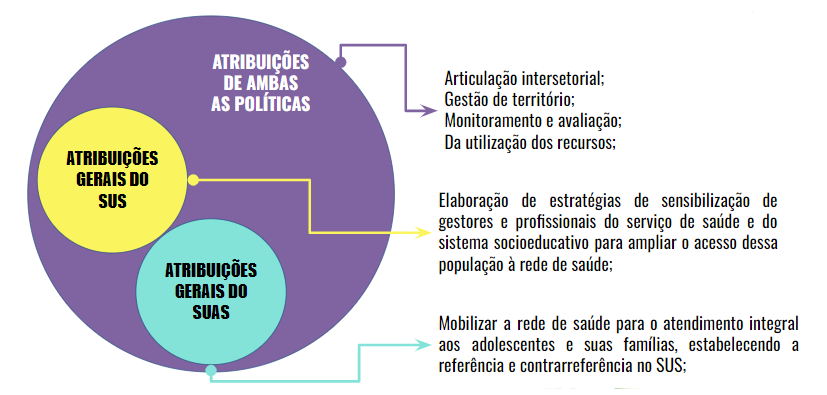 ATRIBUIÇÕES
DE AMBAS
AS POLÍTICAS
Articulação intersetorial;
Gestão de território;
Monitoramento e avaliação;
Da utilização dos recursos;
ATRIBUIÇÕES
GERAIS DO
SUS
Elaboração de estratégias de sensibilização de
gestores e profissionais do serviço de saúde e do
sistema socioeducativo para ampliar o acesso dessa
população à rede de saúde;
ATRIBUIÇÕES
GERAIS DO
SUAS
Mobilizar a rede de saúde para o atendimento integral
aos adolescentes e suas famílias, estabelecendo a
referência e contrarreferência no SUS;